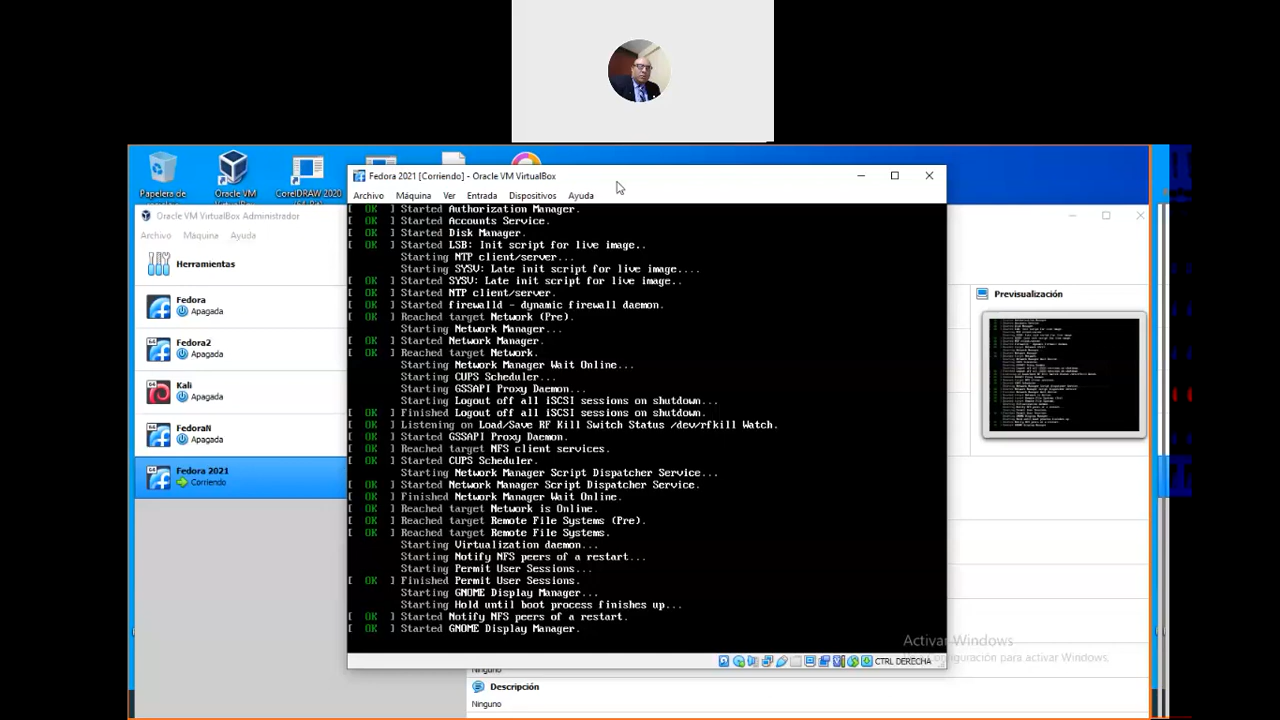 Papelera de
Oracle VM
CorelDRAW 2020
Fedora 2021 [Corriendo] - Oracle VM VirtualBox
Archivo Máquina Ver Entrada Dispositivos Ayuda
Oracle VM VirtualBox Administrador
Archivo Máquina Ayuda
Herramientas
Fedora
Apagada
Fedora2
Apagada
Kali
Apagada
FedoraN
Apagada
Fedora 2021
Corriendo
[ OK ] Started Authorization Manager.
[ OK ] Started Accounts Service.
[ OK ] Started Disk Manager.
[ OK ] Started LSB: Init script for live image..
Starting NTP client/server...
Starting SYSV: Late init script for live image....
[ OK ] Started SYSV: Late init script for live image..
[ OK ] Started NTP client/server.
[ OK ] Started firewalld - dynamic firewall daemon.
[ OK ] Reached target Network (Pre).
Starting Network Manager...
[ OK ] Started Network Manager.
[ OK ] Reached target Network.
Starting Network Manager Wait Online...
Starting CUPS Scheduler...
Starting GSSAPI Proxy Daemon...
Starting Logout off all iSCSI sessions on shutdown...
[ OK ] Finished Logout off all iSCSI sessions on shutdown.
[ OK ] Listening on Load/Save RF Kill Switch Status /dev/rfkill Watch.
[ OK ] Started GSSAPI Proxy Daemon.
[ OK ] Reached target NFS client services.
[ OK ] Started CUPS Scheduler.
Starting Network Manager Script Dispatcher Service...
[ OK ] Started Network Manager Script Dispatcher Service.
[ OK ] Finished Network Manager Wait Online.
[ OK ] Reached target Network is Online.
[ OK ] Reached target Remote File Systems (Pre).
[ OK ] Reached target Remote File Systems.
Starting Virtualization daemon...
Starting Notify NFS peers of a restart...
Starting Permit User Sessions...
[ OK ] Finished Permit User Sessions.
Starting GNOME Display Manager...
Starting Hold until boot process finishes up...
[ OK ] Started Notify NFS peers of a restart.
[ OK ] Started GNOME Display Manager.
CTRL DERECHA
Previsualización
Activar Windows
configuración para activar Windows.
Ninguno
Descripción
Ninguno